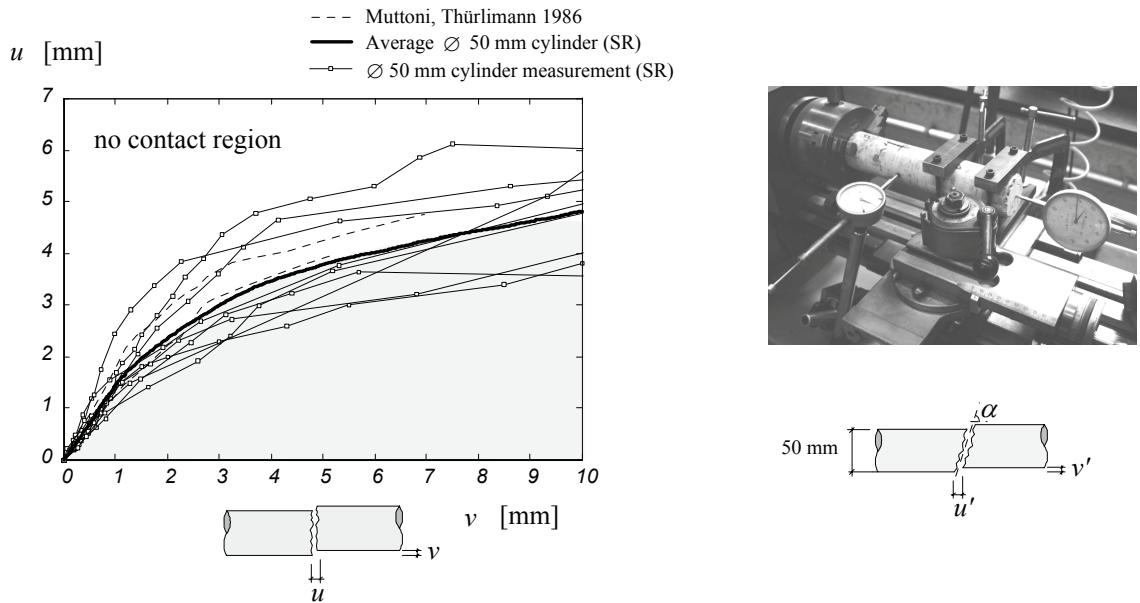 Muttoni, Thürlimann 1986
Average ∅ 50 mm cylinder (SR)
∅ 50 mm cylinder measurement (SR)
u [mm]
7
6
5
4
3
2
1
0
no contact region
0 1 2 3 4 5 6 7 8 9 10
v [mm]
v
u
α
50 mm
v'
u'